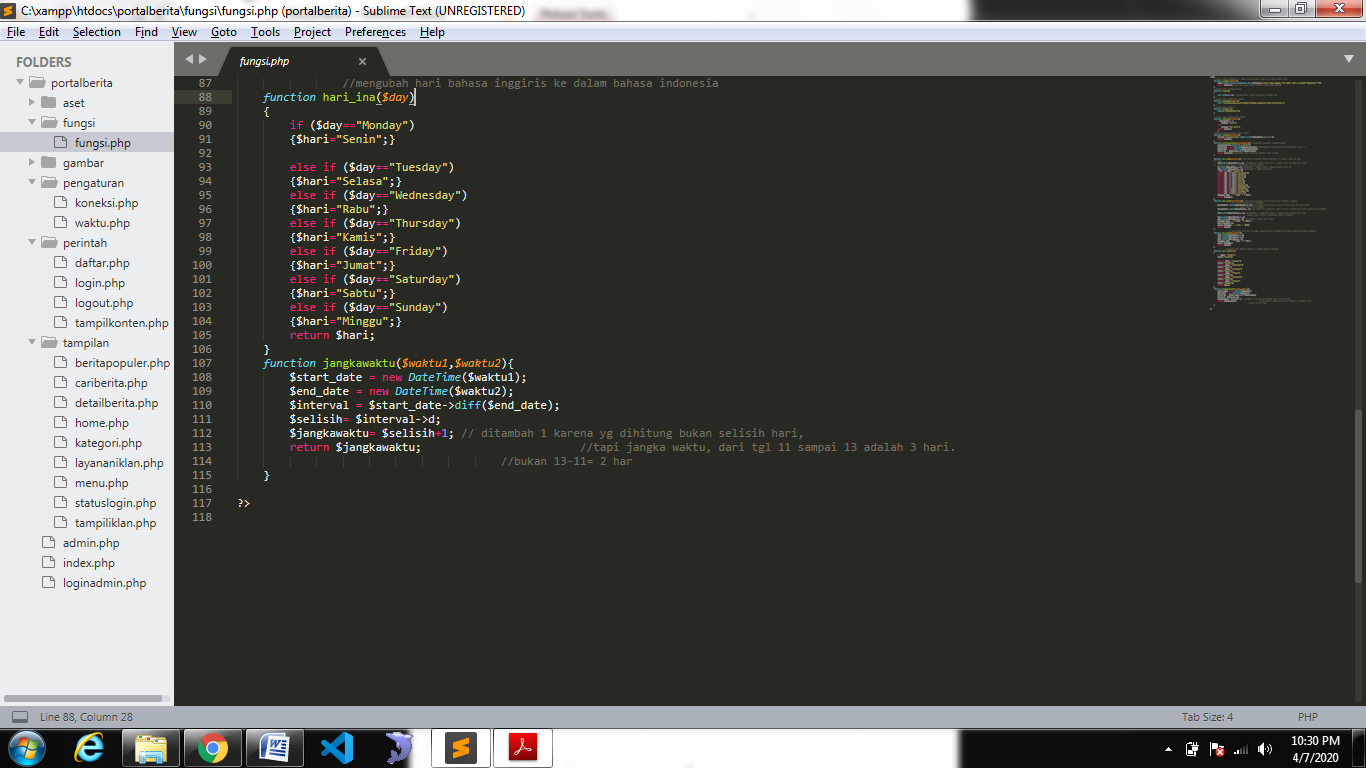 C:\xampp\htdocs\portalberita\fungsi\fungsi.php (portalberita) - Sublime Text (UNREGISTERED)
File Edit Selection Find View Goto Tools Project Preferences Help
FOLDERS
portalberita
aset
fungsi
fungsi.php
gambar
pengaturan
koneksi.php
waktu.php
perintah
daftar.php
login.php
logout.php
tampilkonten.php
tampilan
beritapopuler.php
cariberita.php
detailberita.php
home.php
kategori.php
layananiklan.php
menu.php
statuslogin.php
tampiliklan.php
admin.php
index.php
loginadmin.php
fungsi.php
87 //mengubah hari bahasa inggiris ke dalam bahasa indonesia
88 function hari_ina($day)
89 {
90 if ($day=="Monday")
91 {$hari="Senin";}
92
93 else if ($day=="Tuesday")
94 {$hari="Selasa";}
95 else if ($day=="Wednesday")
96 {$hari="Rabu";}
97 else if ($day=="Thursday")
98 {$hari="Kamis";}
99 else if ($day=="Friday")
100 {$hari="Jumat";}
101 else if ($day=="Saturday")
102 {$hari="Sabtu";}
103 else if ($day=="Sunday")
104 {$hari="Minggu";}
105 return $hari;
106 }
107 function jangkawaktu($waktu1,$waktu2){
108 $start_date = new DateTime($waktu1);
109 $end_date = new DateTime($waktu2);
110 $interval = $start_date->diff($end_date);
111 $selisih= $interval->d;
112 $jangkawaktu= $selisih+1; // ditambah 1 karena yg dihitung bukan selisih hari,
113 return $jangkawaktu; //tapi jangka waktu, dari tgl 11 sampai 13 adalah 3 hari.
114 //bukan 13-11= 2 har
115 }
116
117 ?>
118
Line 88, Column 28
Tab Size: 4
PHP
10:30 PM
4/7/2020